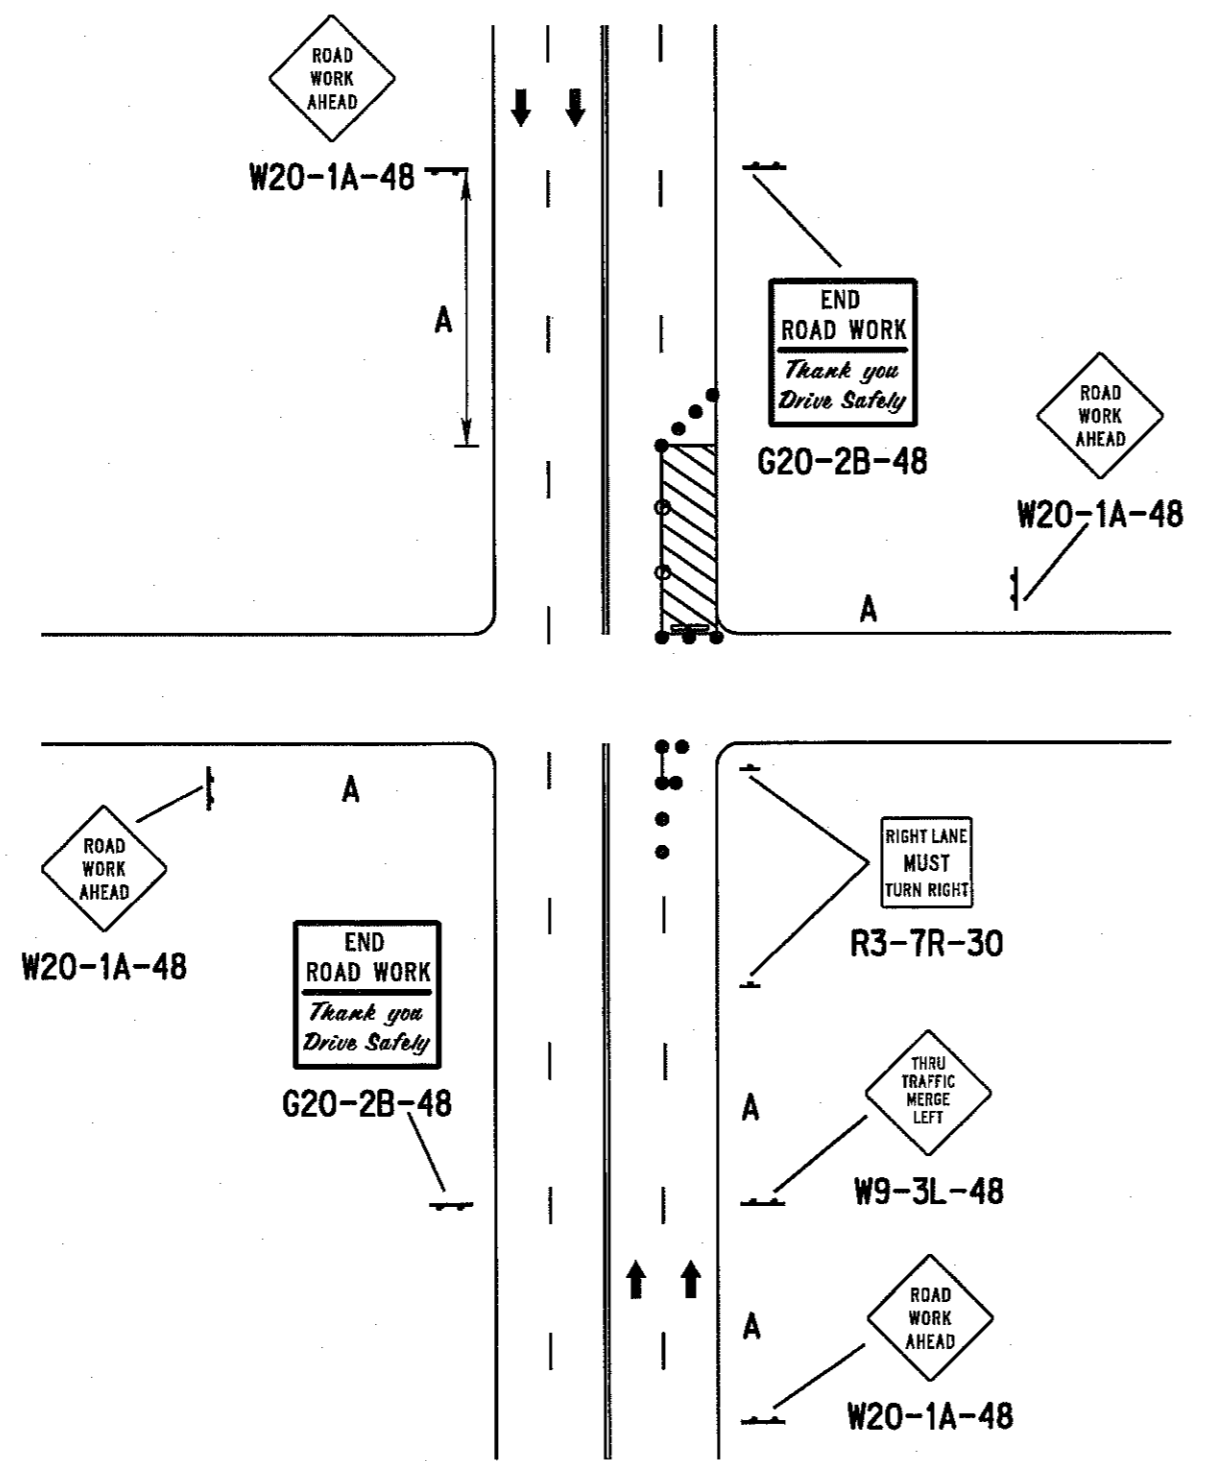 ROAD
WORK
AHEAD
W20-1A-48
A
END
ROAD WORK
Thank you
Drive Safely
G20-2B-48
ROAD
WORK
AHEAD
W20-1A-48
A
A
ROAD
WORK
AHEAD
W20-1A-48
RIGHT LANE
MUST
TURN RIGHT
R3-7R-30
END
ROAD WORK
Thank you
Drive Safely
G20-2B-48
THRU
TRAFFIC
MERGE
LEFT
A
W9-3L-48
ROAD
WORK
AHEAD
A
W20-1A-48